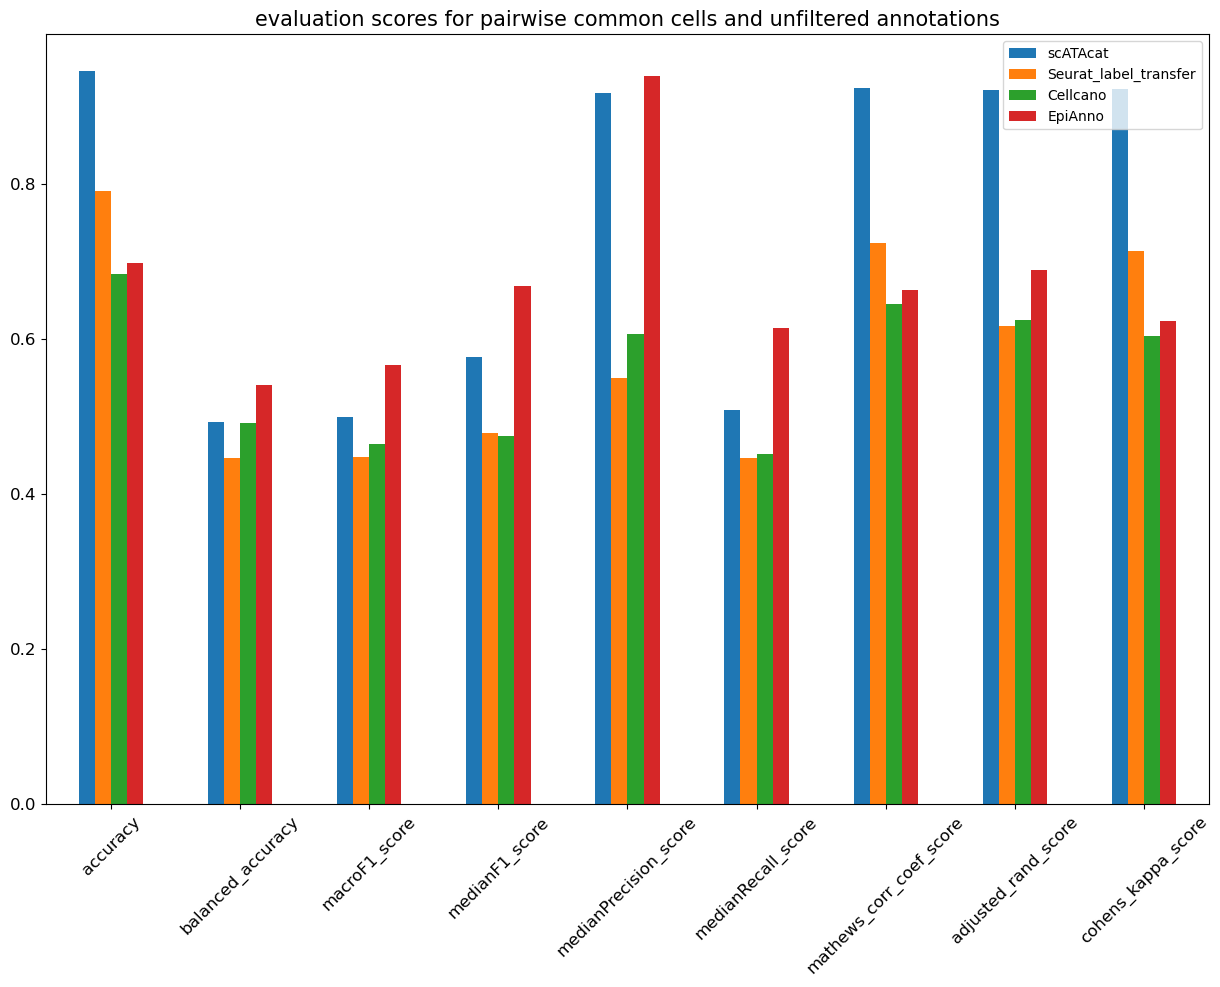 evaluation scores for pairwise common cells and unfiltered annotations
scATAcat
Seurat_label_transfer
Cellcano
EpiAnno
0.8
0.6
0.4
0.2
0.0
accuracy
balanced_accuracy
macroF1_score
medianF1_score
medianPrecision_score
medianRecall_score
mathews_corr_coef_score
adjusted_rand_score
cohens_kappa_score